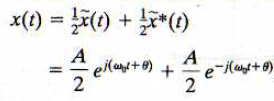 x(t) = ½x̃(t) + ½x̃*(t)
= A/2 e^{j(ω₀t+θ)} + A/2 e^{-j(ω₀t+θ)}